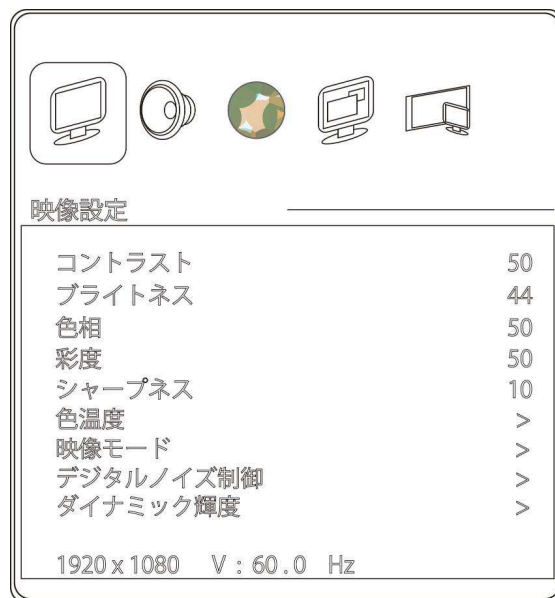 映像設定
コントラスト 50
ブライトネス 44
色相 50
彩度 50
シャープネス 10
色温度 >
映像モード >
デジタルノイズ制御 >
ダイナミック輝度 >
1920 x 1080 V : 60.0 Hz